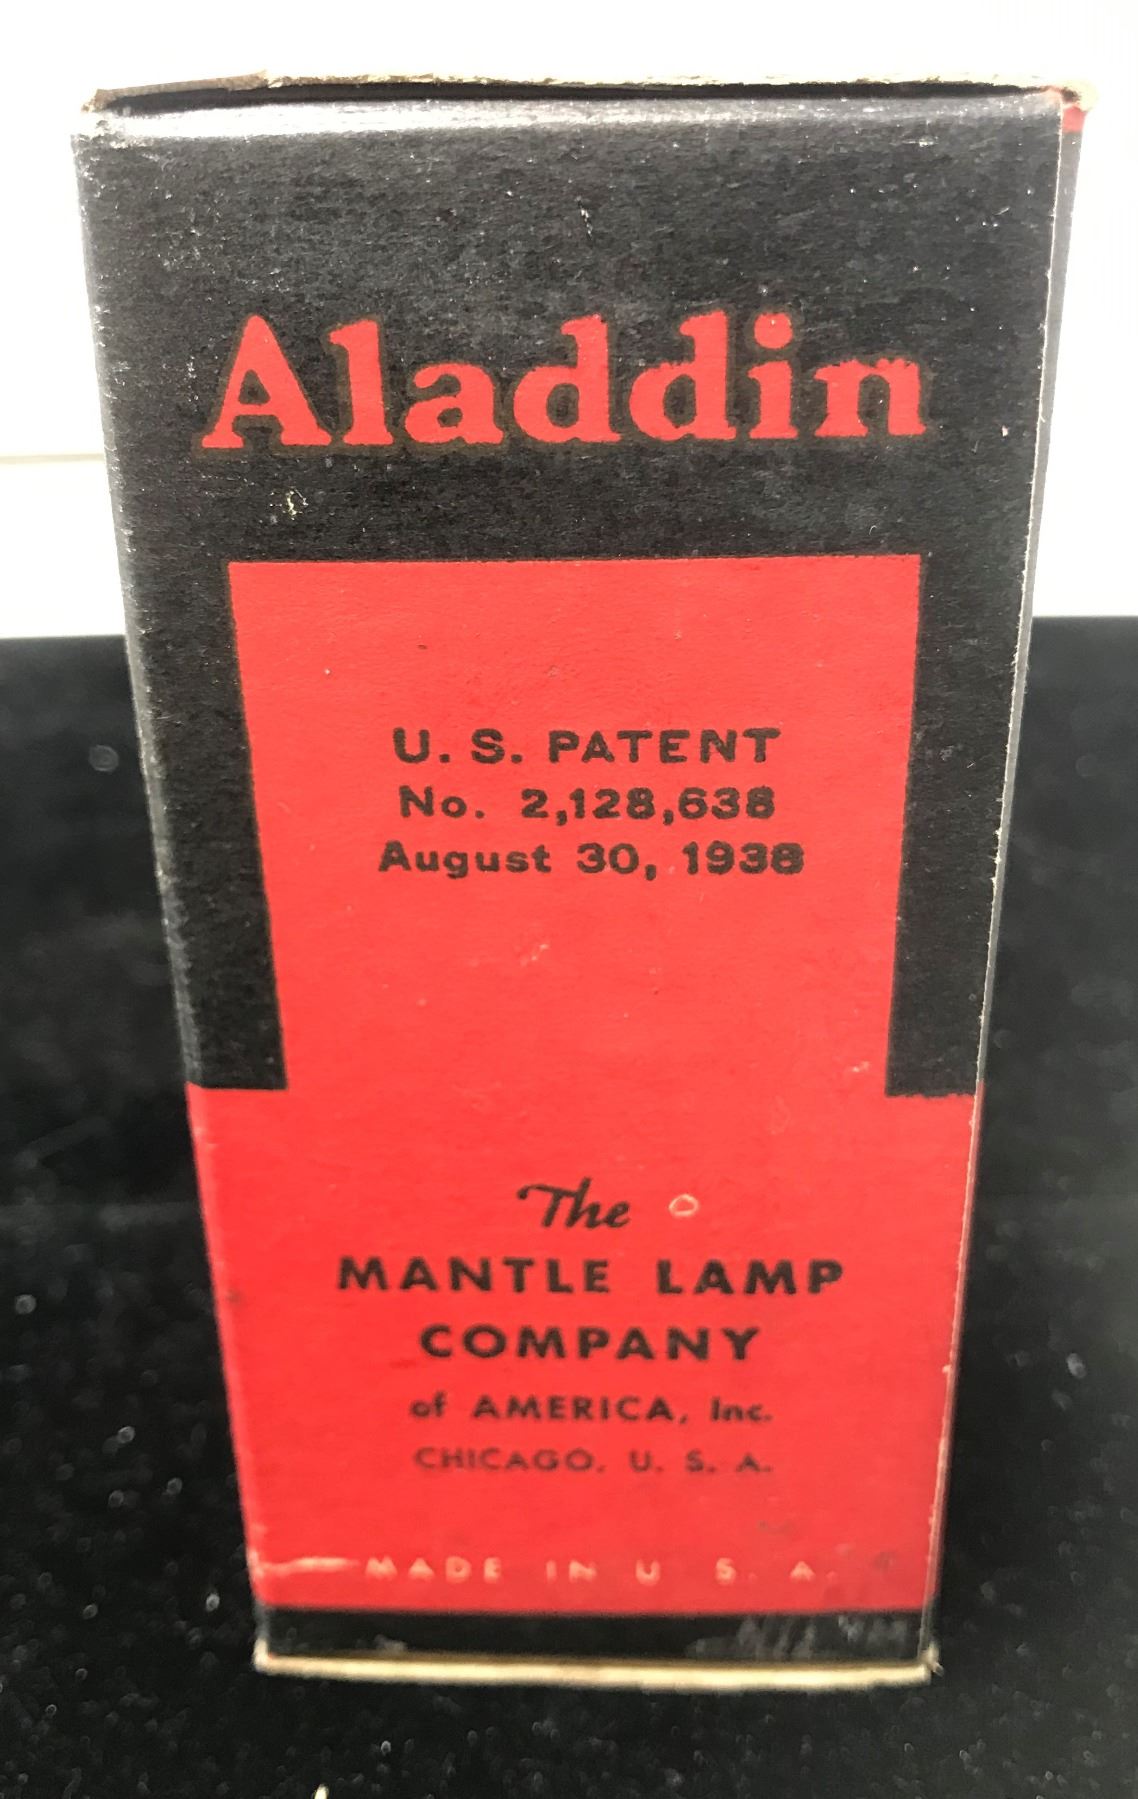 Aladdin
U. S. PATENT
No. 2,128,638
August 30, 1938
The
MANTLE LAMP
COMPANY
of AMERICA, Inc.
CHICAGO, U. S. A.
MADE IN U. S. A.